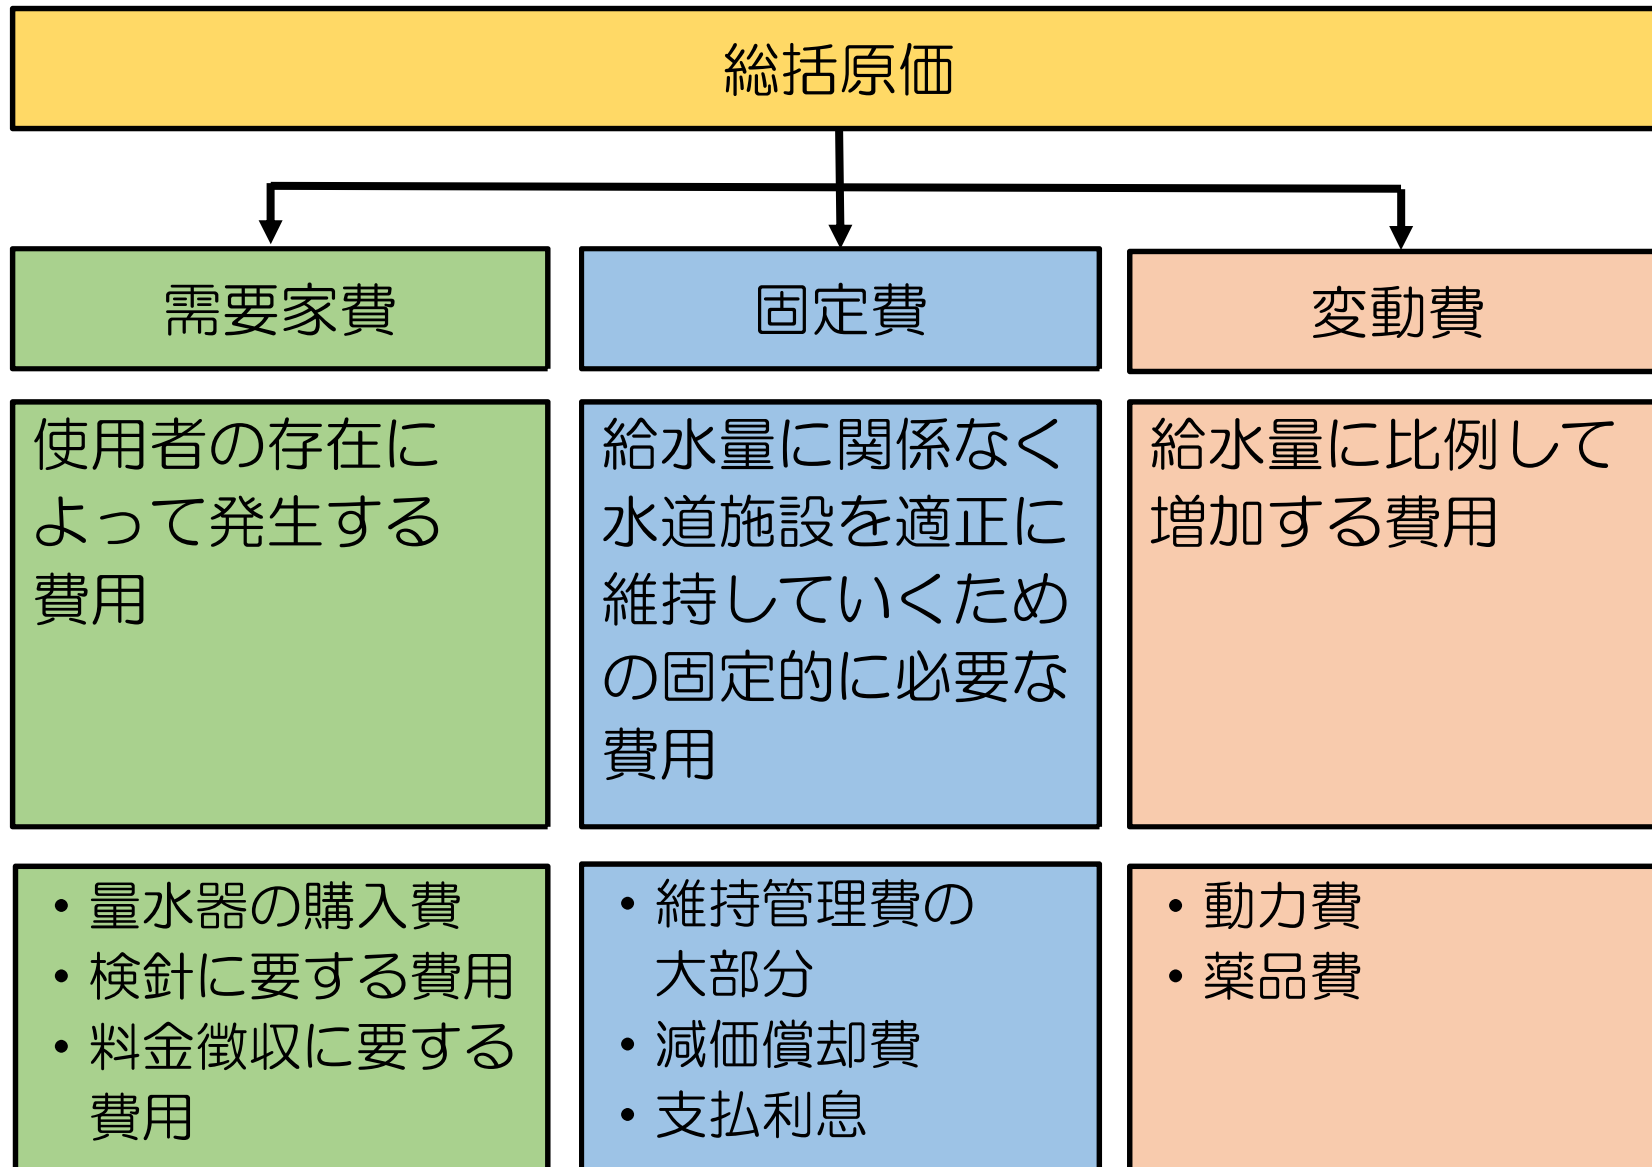 総括原価
需要家費
固定費
変動費
使用者の存在に
よって発生する
費用
給水量に関係なく
水道施設を適正に
維持していくため
の固定的に必要な
費用
給水量に比例して
増加する費用
・量水器の購入費
・検針に要する費用
・料金徴収に要する
費用
・維持管理費の
大部分
・減価償却費
・支払利息
・動力費
・薬品費